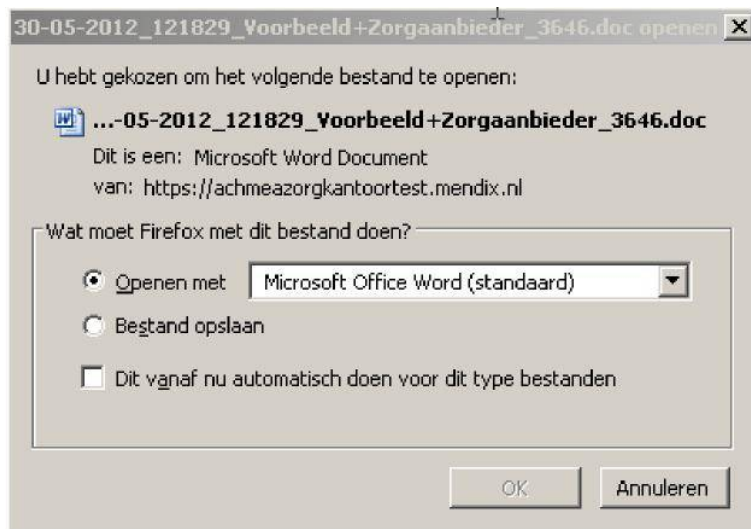 30-05-2012_121829_Voorbeeld+Zorgaanbieder_3646.doc openen
U hebt gekozen om het volgende bestand te openen:
...-05-2012_121829_Voorbeeld+Zorgaanbieder_3646.doc
Dit is een: Microsoft Word Document
van: https://achmeazorgkantoortest.mendix.nl
Wat moet Firefox met dit bestand doen?
Openen met Microsoft Office Word (standaard)
Bestand opslaan
Dit vanaf nu automatisch doen voor dit type bestanden
OK Annuleren